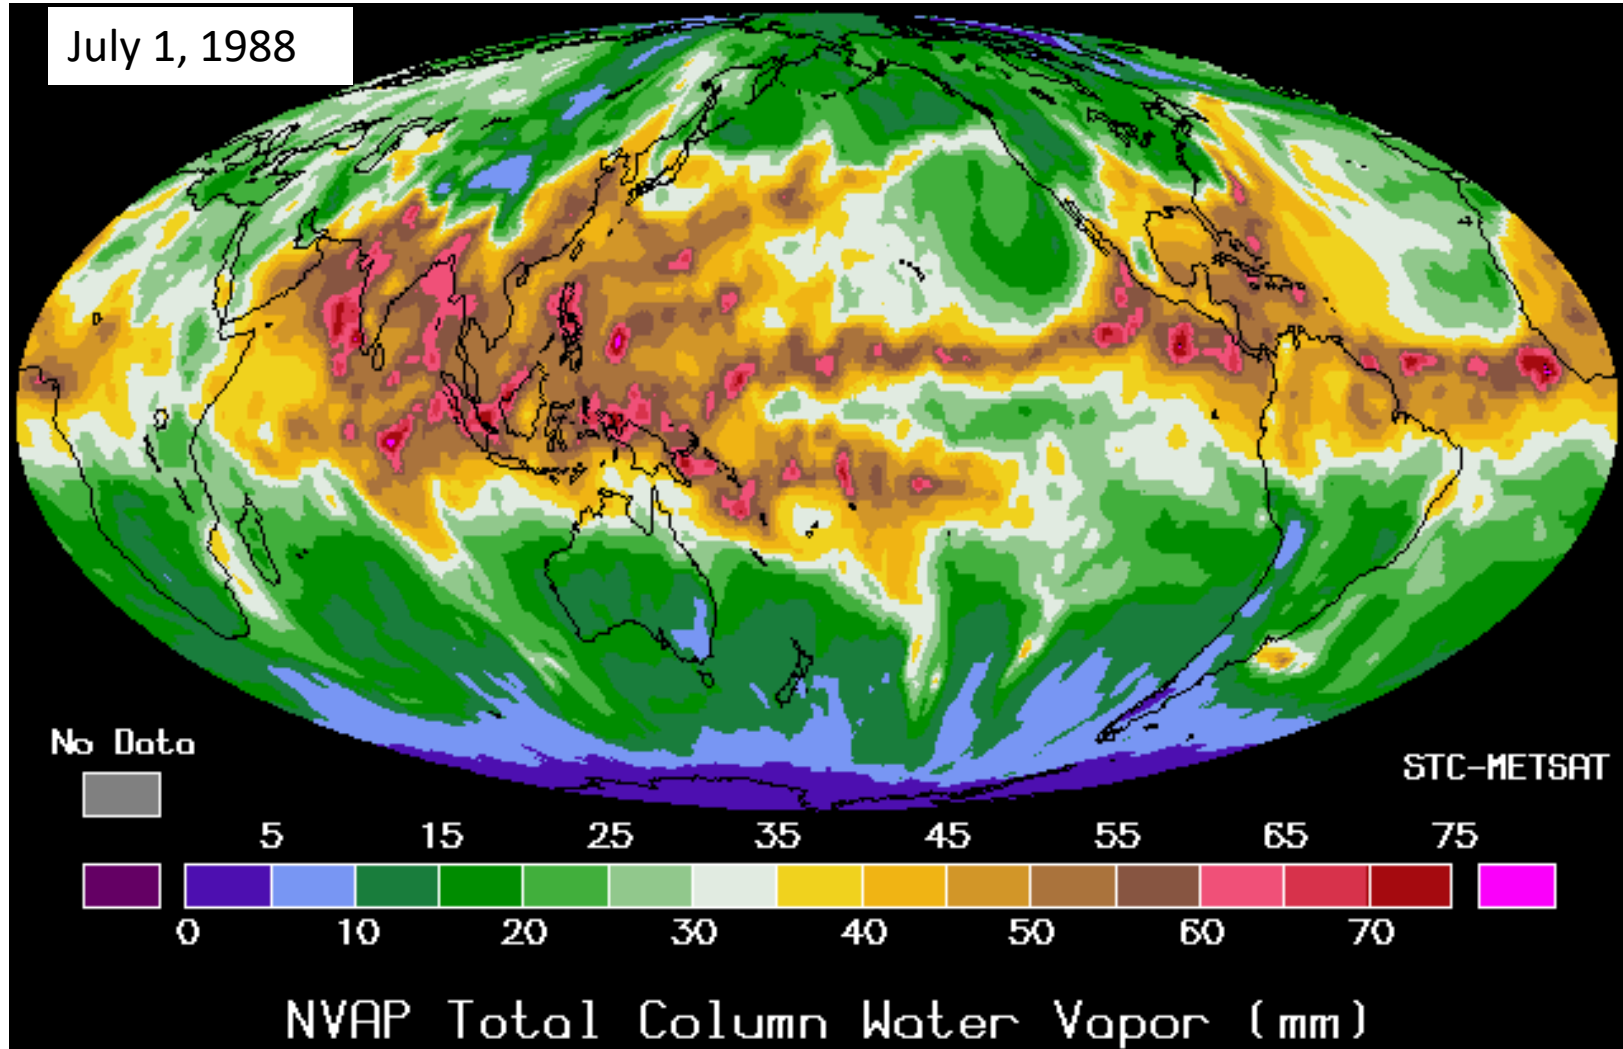 July 1, 1988
No Data
STC-METSAT
5 15 25 35 45 55 65 75
0 10 20 30 40 50 60 70
NVAP Total Column Water Vapor (mm)